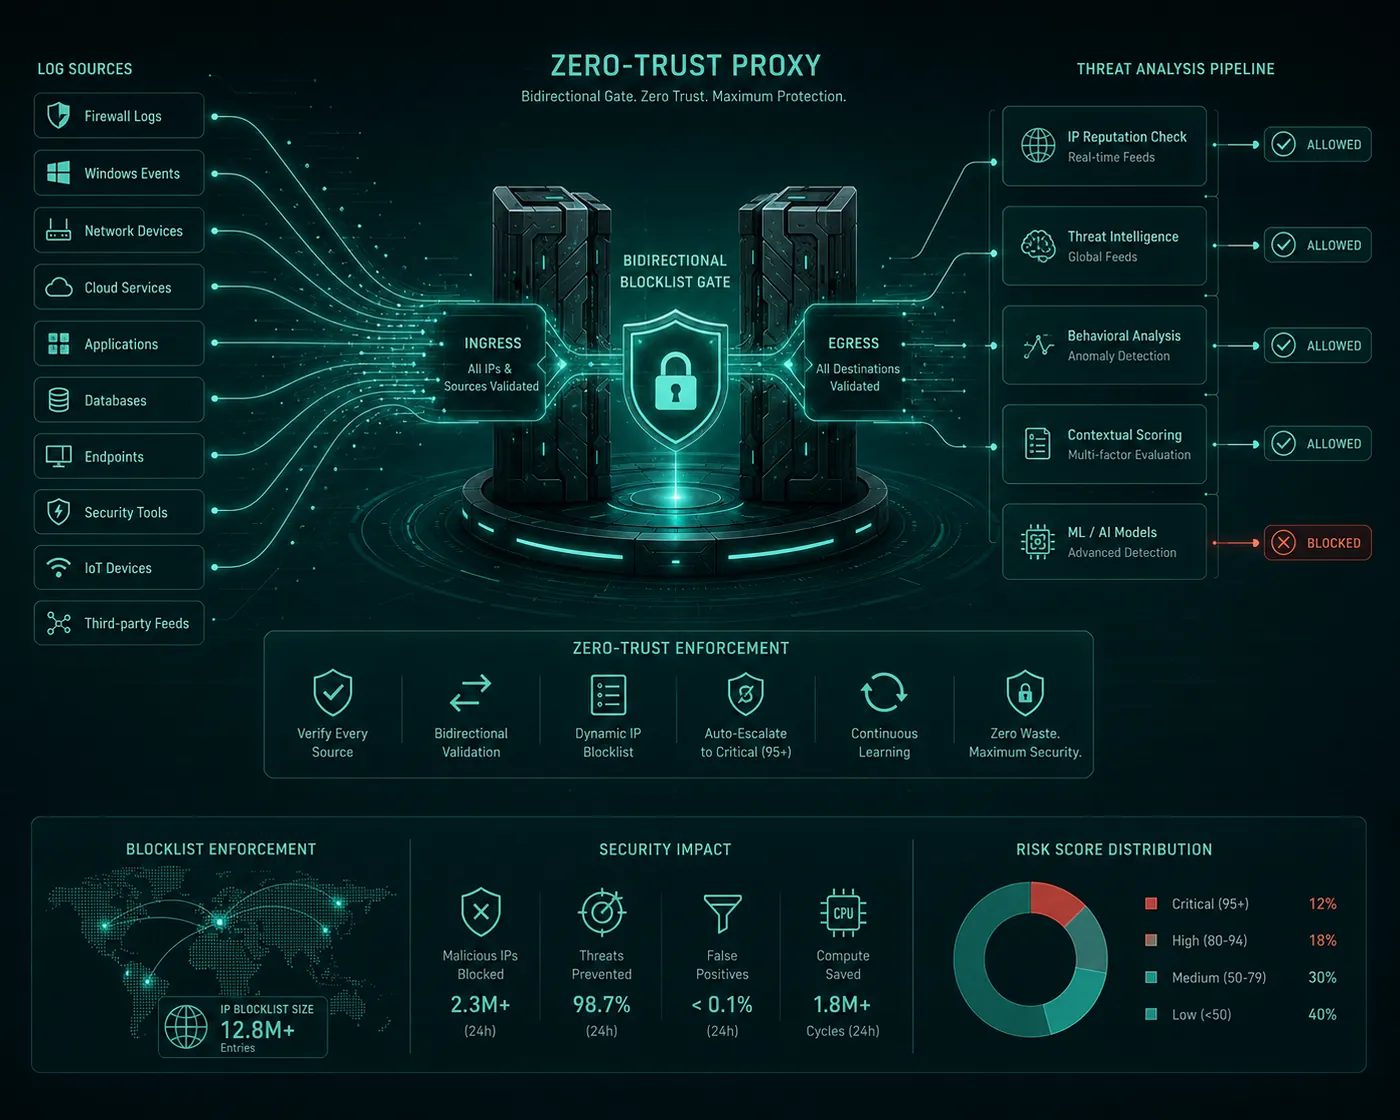 ZERO-TRUST PROXY
Bidirectional Gate. Zero Trust. Maximum Protection.
LOG SOURCES
Firewall Logs
Windows Events
Network Devices
Cloud Services
Applications
Databases
Endpoints
Security Tools
IoT Devices
Third-party Feeds
BIDIRECTIONAL
BLOCKLIST GATE
INGRESS
All IPs &
Sources Validated
EGRESS
All Destinations
Validated
THREAT ANALYSIS PIPELINE
IP Reputation Check
Real-time Feeds
ALLOWED
Threat Intelligence
Global Feeds
ALLOWED
Behavioral Analysis
Anomaly Detection
ALLOWED
Contextual Scoring
Multi-factor Evaluation
ALLOWED
ML / AI Models
Advanced Detection
BLOCKED
ZERO-TRUST ENFORCEMENT
Verify Every
Source
Bidirectional
Validation
Dynamic IP
Blocklist
Auto-Escalate
to Critical (95+)
Continuous
Learning
Zero Waste.
Maximum Security.
BLOCKLIST ENFORCEMENT
IP BLOCKLIST SIZE
12.8M+
Entries
SECURITY IMPACT
Malicious IPs
Blocked
2.3M+
(24h)
Threats
Prevented
98.7%
(24h)
False
Positives
< 0.1%
(24h)
CPU
Compute
Saved
1.8M+
Cycles (24h)
RISK SCORE DISTRIBUTION
Critical (95+) 12%
High (80-94) 18%
Medium (50-79) 30%
Low (<50) 40%